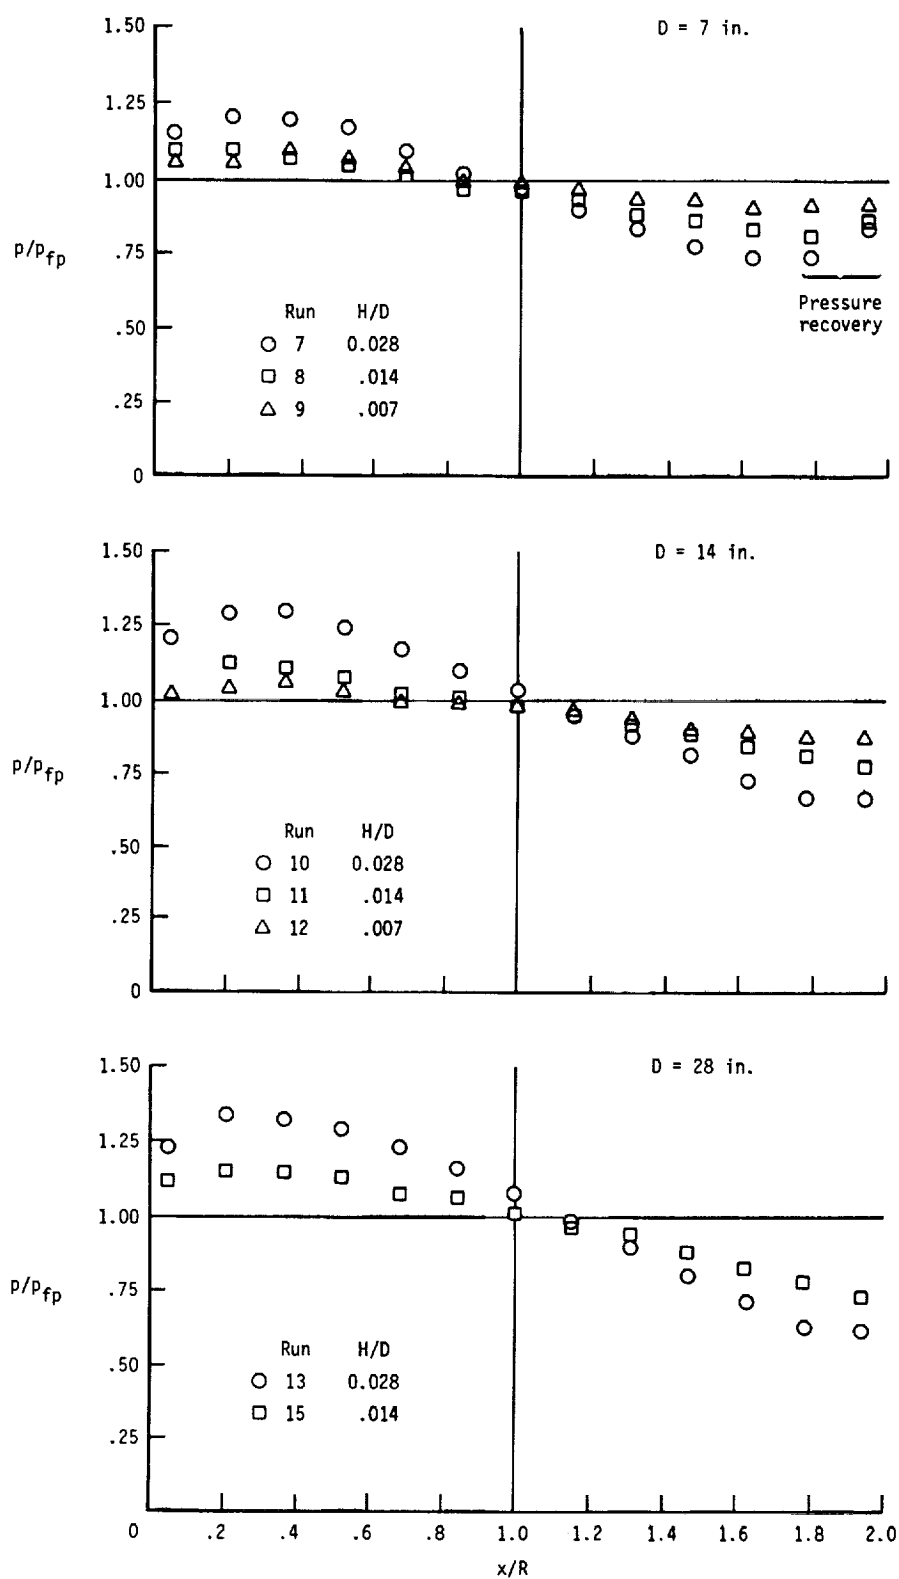 1.50
D = 7 in.
1.25
1.00
p/pfp
.75
Pressure
recovery
Run H/D
.50
7 0.028
8 .014
.25
9 .007
0
1.50
D = 14 in.
1.25
1.00
p/pfp
.75
Run H/D
.50
10 0.028
11 .014
.25
12 .007
0
1.50
D = 28 in.
1.25
1.00
p/pfp
.75
Run H/D
.50
13 0.028
15 .014
.25
0 .2 .4 .6 .8 1.0 1.2 1.4 1.6 1.8 2.0
x/R